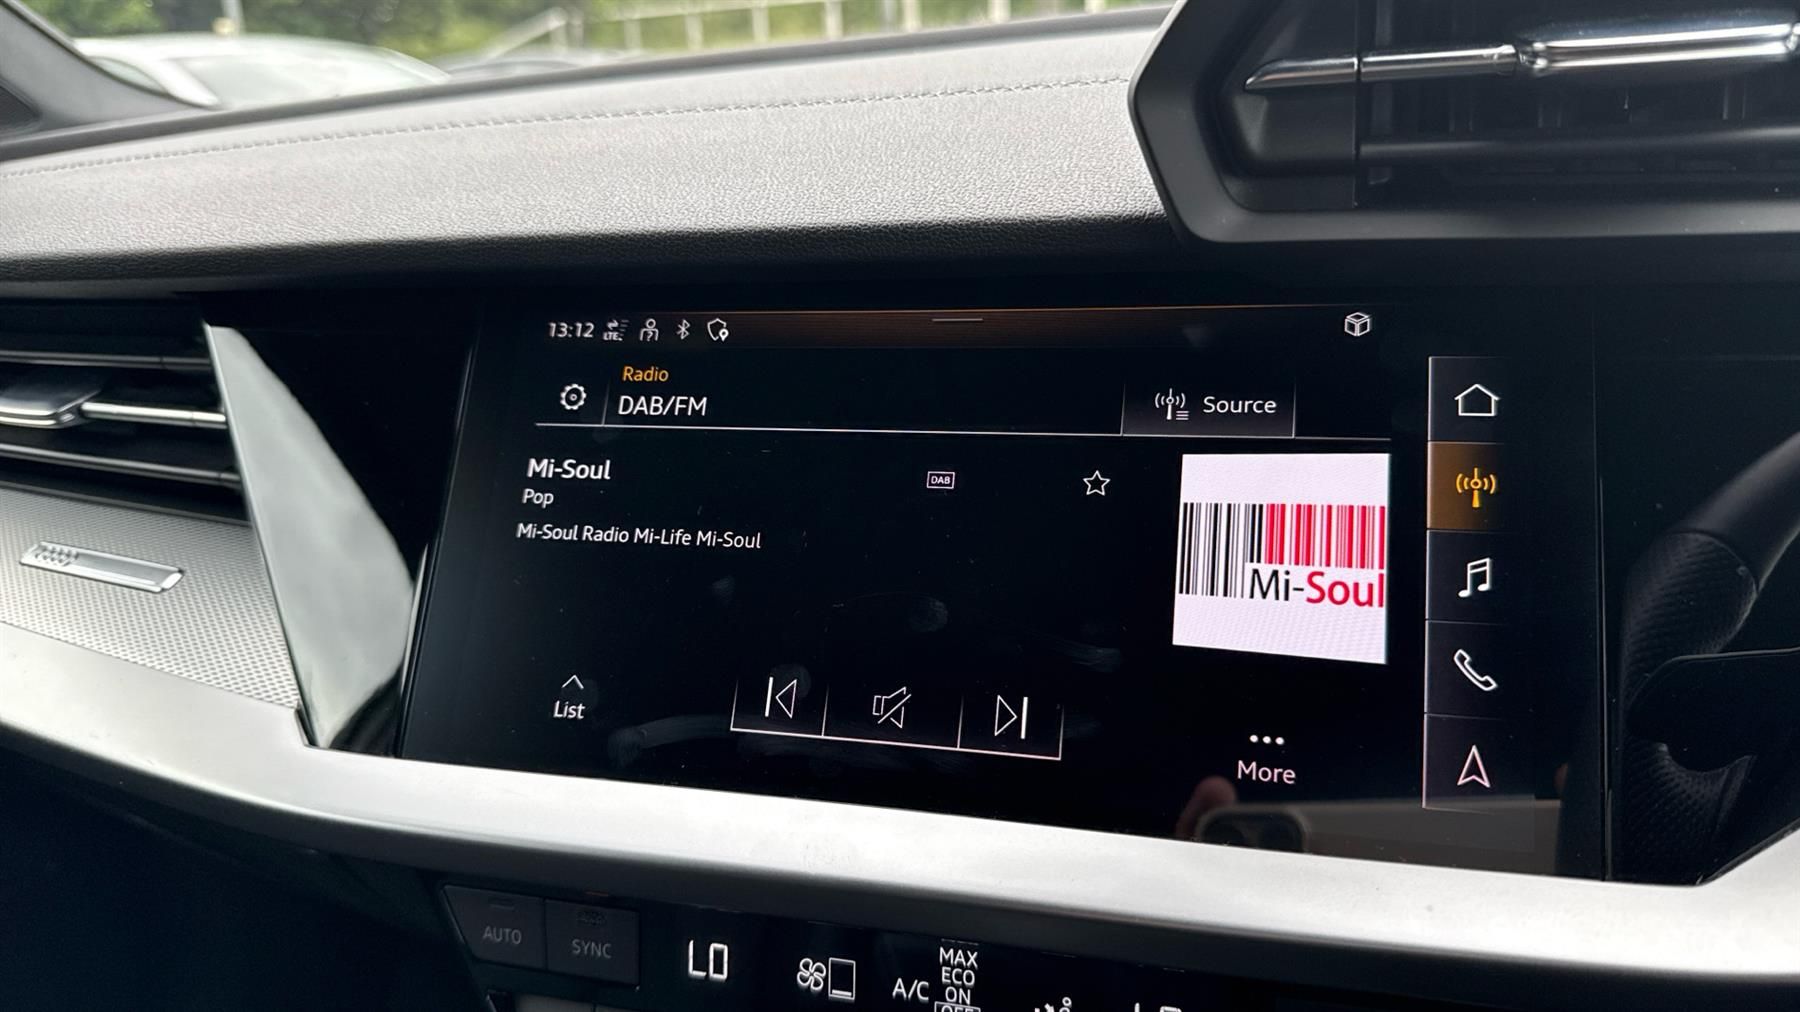 13:12
LTE
Radio
DAB/FM
Source
Mi-Soul
DAB
Pop
Mi-Soul Radio Mi-Life Mi-Soul
Mi-Soul
List
More
AUTO
SYNC
LO
A/C
MAX
ECO
ON
OFF